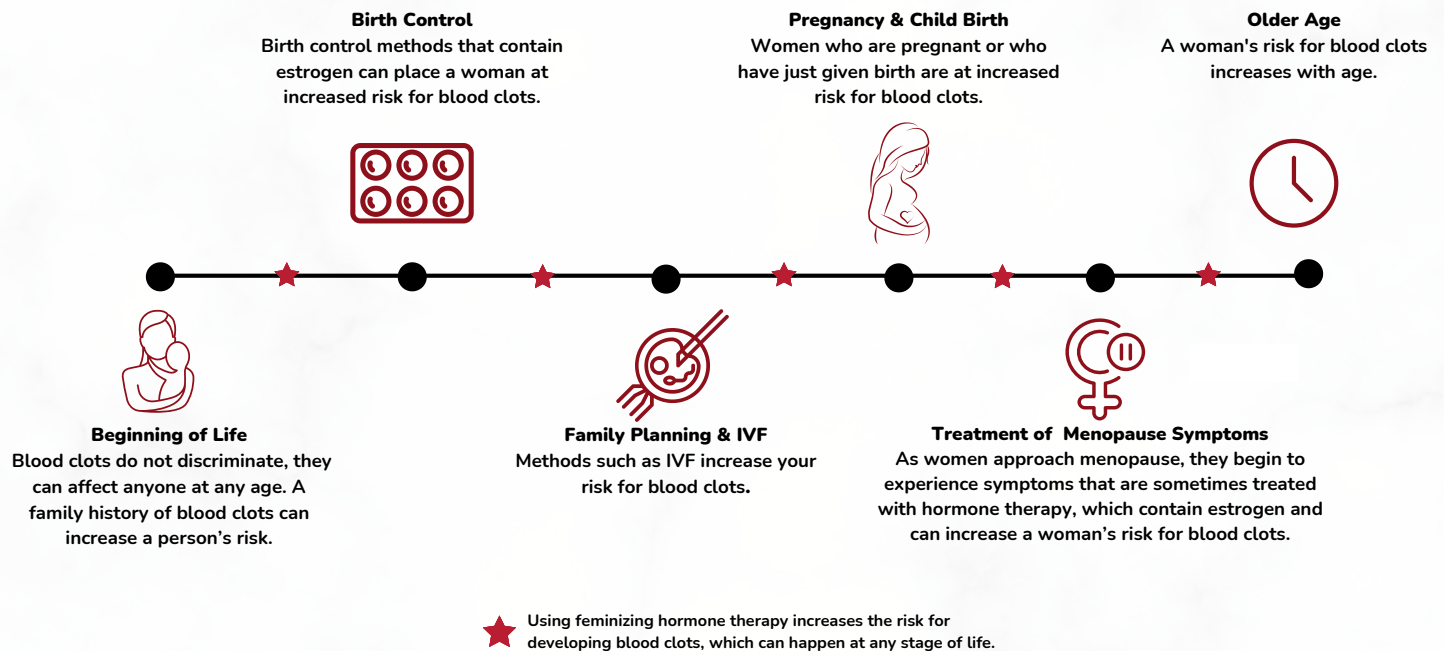 Birth Control
Birth control methods that contain
estrogen can place a woman at
increased risk for blood clots.
Pregnancy & Child Birth
Women who are pregnant or who
have just given birth are at increased
risk for blood clots.
Older Age
A woman's risk for blood clots
increases with age.
Beginning of Life
Blood clots do not discriminate, they
can affect anyone at any age. A
family history of blood clots can
increase a person’s risk.
Family Planning & IVF
Methods such as IVF increase your
risk for blood clots.
Treatment of  Menopause Symptoms
As women approach menopause, they begin to
experience symptoms that are sometimes treated
with hormone therapy, which contain estrogen and
can increase a woman’s risk for blood clots.
Using feminizing hormone therapy increases the risk for
developing blood clots, which can happen at any stage of life.